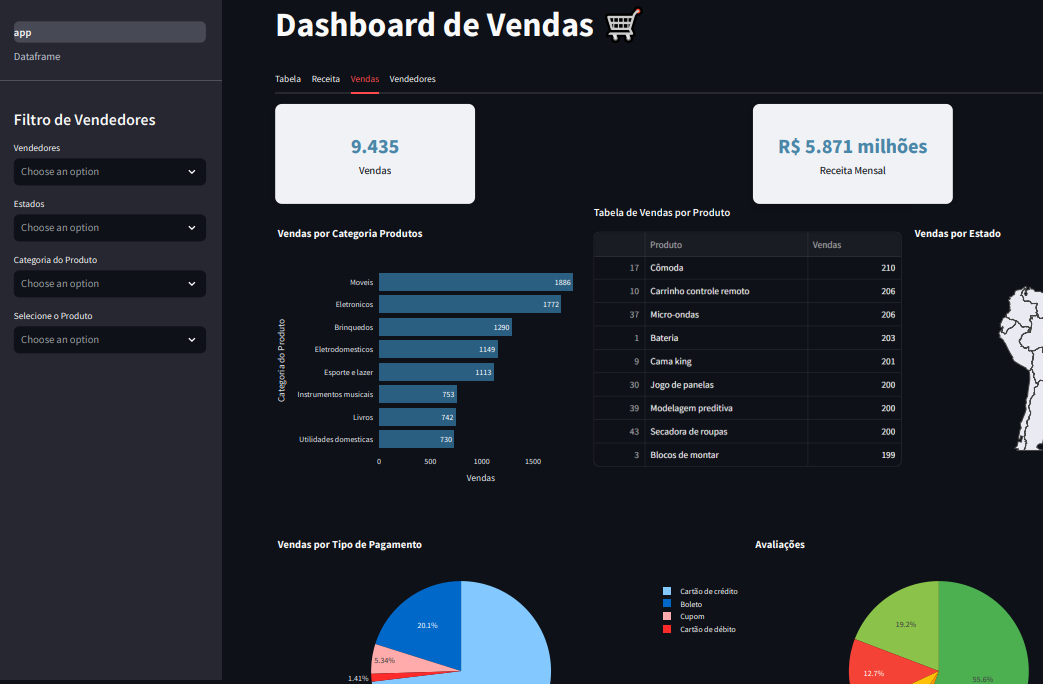 app
Dataframe
Filtro de Vendedores
Vendedores
Choose an option
Estados
Choose an option
Categoria do Produto
Choose an option
Selecione o Produto
Choose an option
Dashboard de Vendas
Tabela Receita Vendas Vendedores
9.435
Vendas
R$ 5.871 milhões
Receita Mensal
Vendas por Categoria Produtos
Categoria do Produto
Moveis 1886
Eletronicos 1772
Brinquedos 1290
Eletrodomesticos 1149
Esporte e lazer 1113
Instrumentos musicais 753
Livros 742
Utilidades domesticas 730
0 500 1000 1500
Vendas
Tabela de Vendas por Produto
Produto Vendas
17 Cômoda 210
10 Carrinho controle remoto 206
37 Micro-ondas 206
1 Bateria 203
9 Cama king 201
30 Jogo de panelas 200
39 Modelagem preditiva 200
43 Secadora de roupas 200
3 Blocos de montar 199
Vendas por Estado
Vendas por Tipo de Pagamento
20.1%
5.34%
1.41%
Cartão de crédito
Boleto
Cupom
Cartão de débito
Avaliações
19.2%
12.7%
55.6%